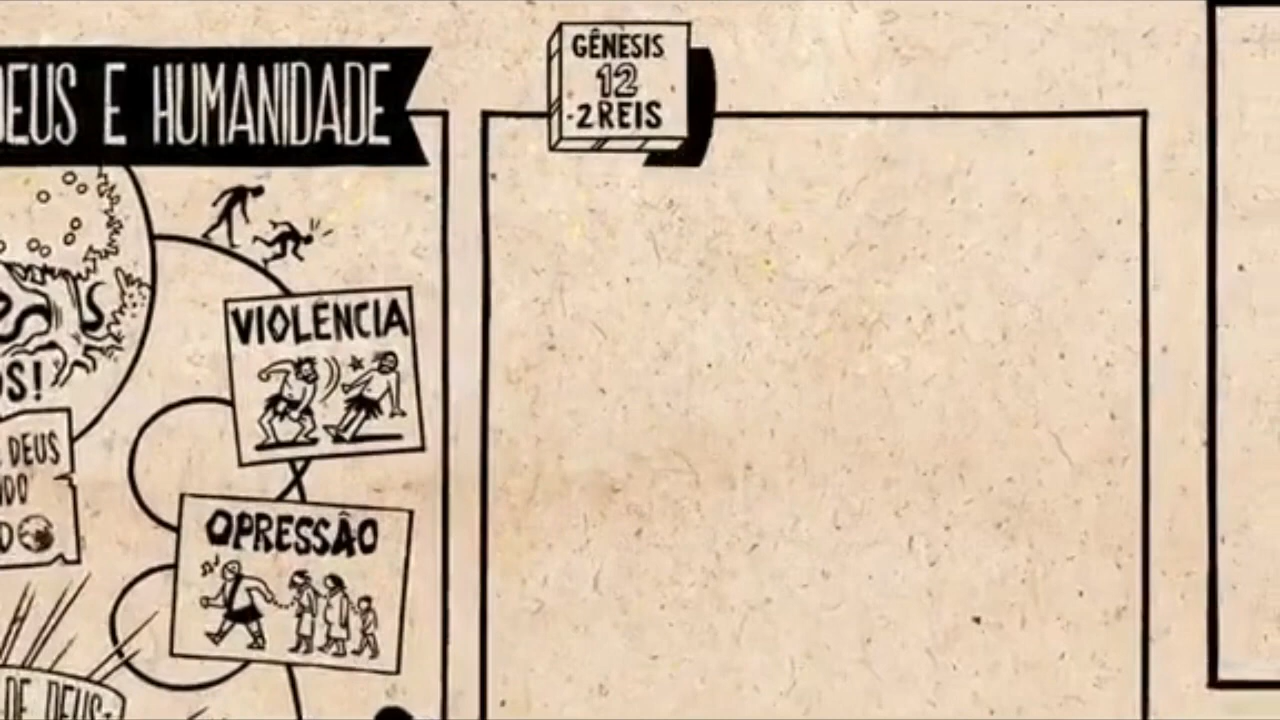 DEUS E HUMANIDADE
GÊNESIS
12
-2REIS
VIOLÊNCIA
DEUS
OPRESSÃO
DE DEUS